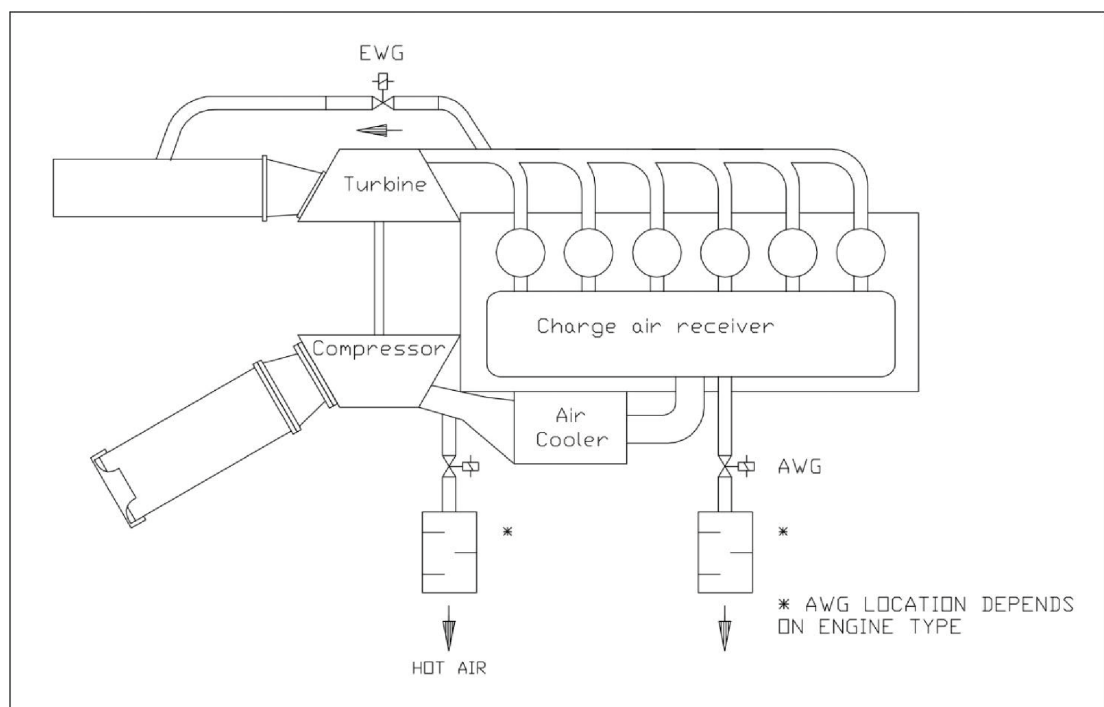 EWG
Turbine
Charge air receiver
Compressor
Air
Cooler
AWG
*
*
* AWG LOCATION DEPENDS
ON ENGINE TYPE
HOT AIR